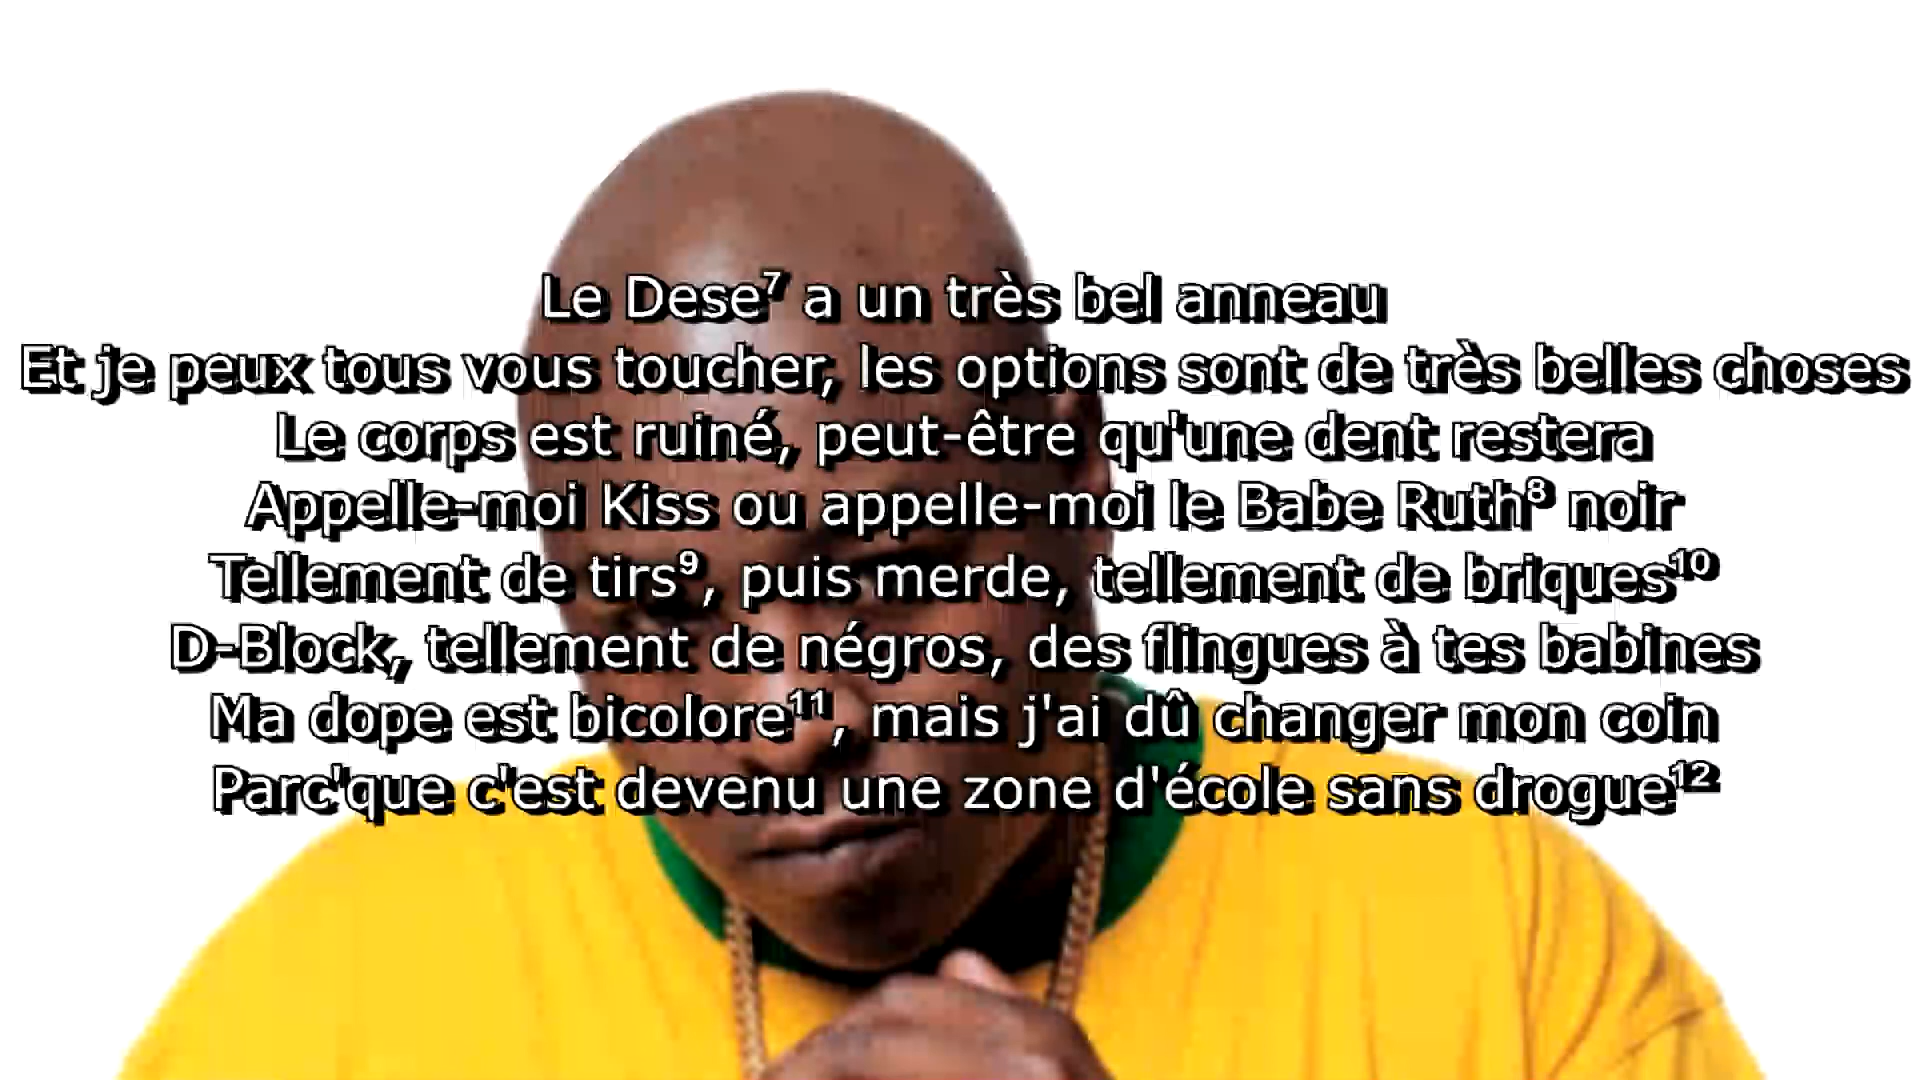 Le Dese⁷ a un très bel anneau
Et je peux tous vous toucher, les options sont de très belles choses
Le corps est ruiné, peut-être qu'une dent restera
Appelle-moi Kiss ou appelle-moi le Babe Ruth⁸ noir
Tellement de tirs⁹, puis merde, tellement de briques¹⁰
D-Block, tellement de négros, des flingues à tes babines
Ma dope est bicolore¹¹, mais j'ai dû changer mon coin
Parc'que c'est devenu une zone d'école sans drogue¹²